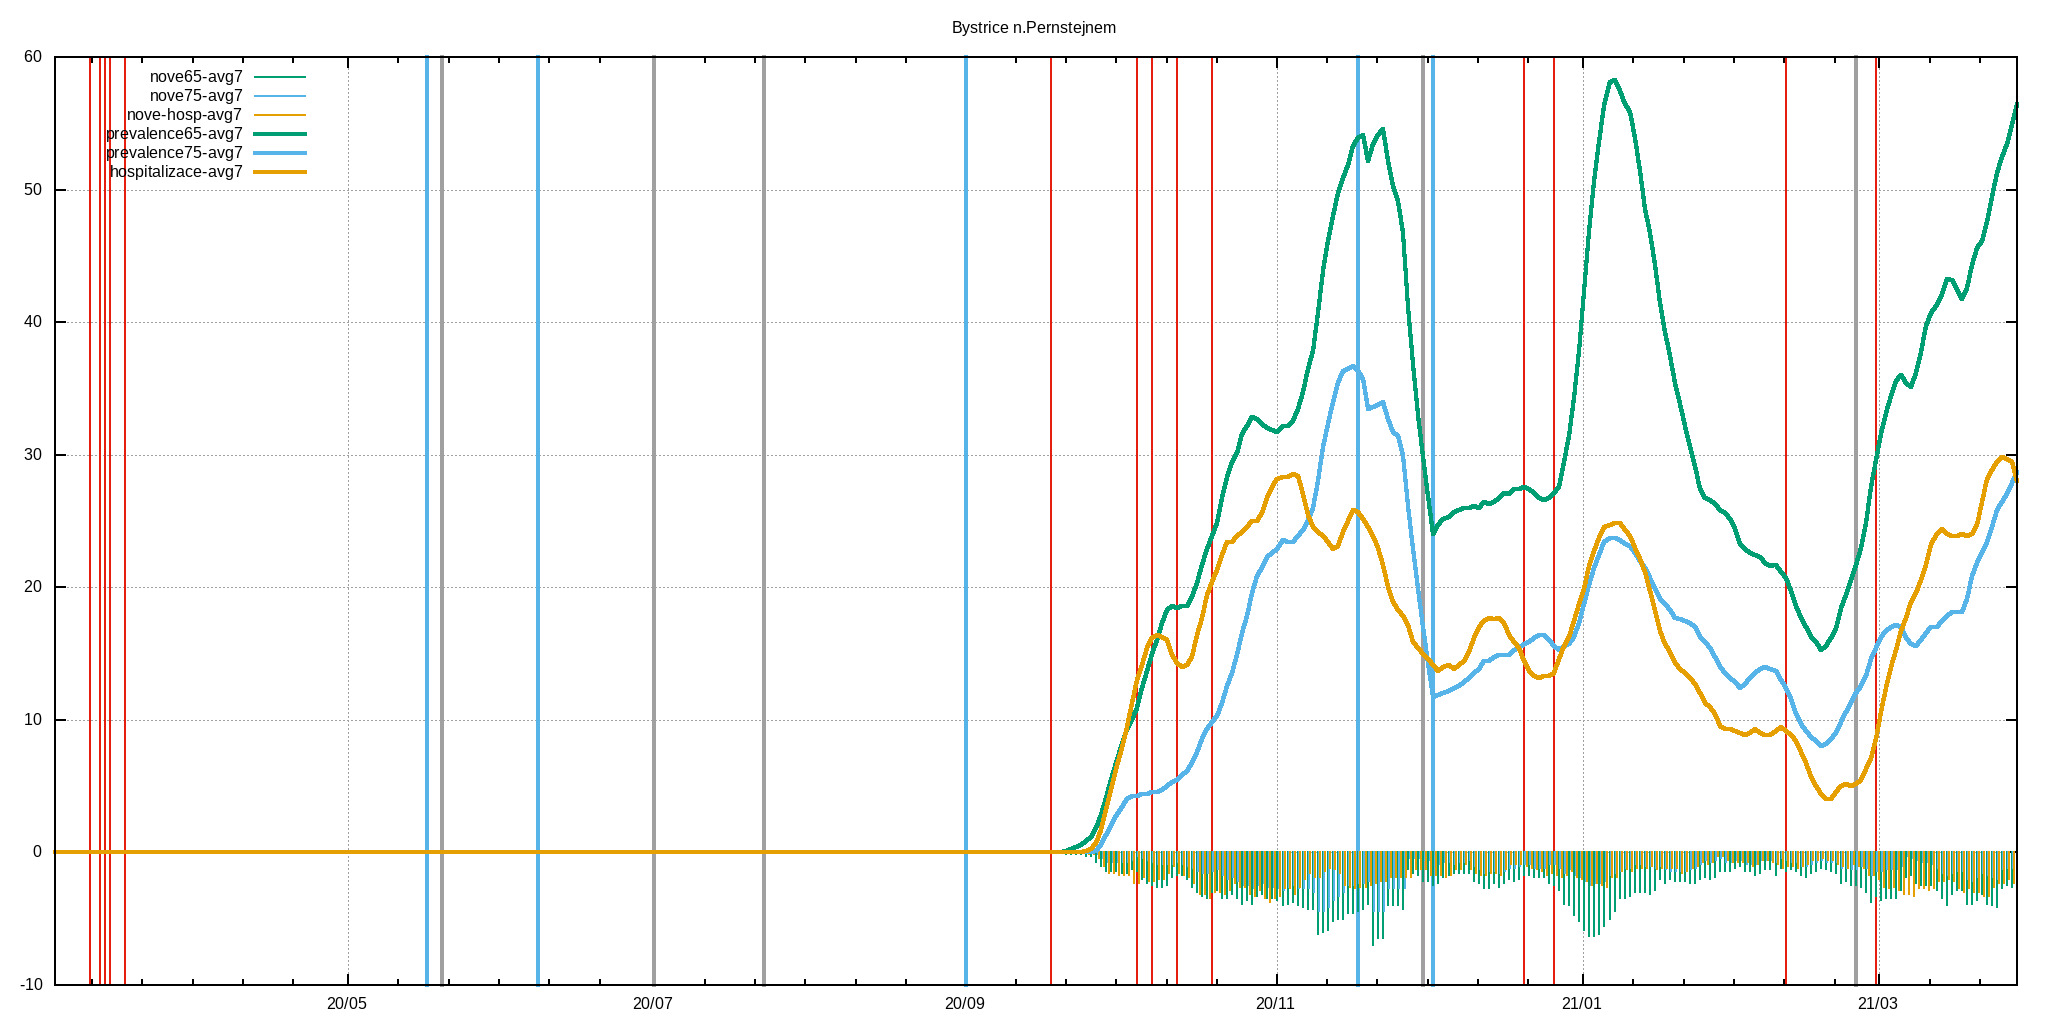 Bystrice n.Pernstejnem
60
50
40
30
20
10
0
-10
nove65-avg7
nove75-avg7
nove-hosp-avg7
prevalence65-avg7
prevalence75-avg7
hospitalizace-avg7
20/05 20/07 20/09 20/11 21/01 21/03